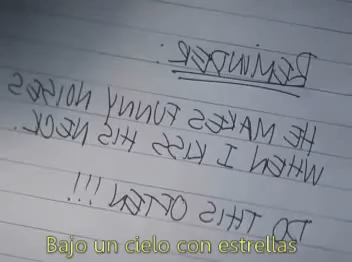 REMINDER:
HE MAKES FUNNY NOISES
WHEN I KISS HIS NECK.
DO THIS OFTEN!!!
Bajo un cielo con estrellas